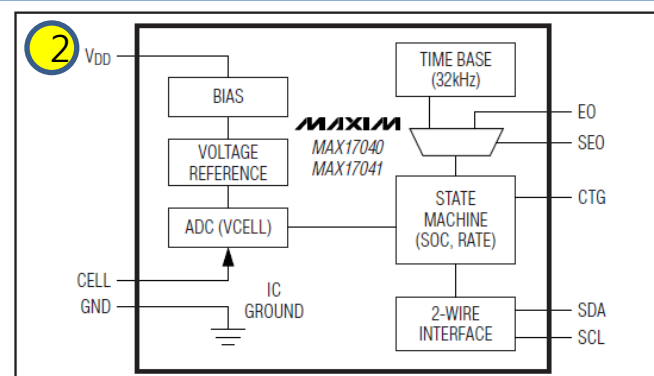 2
VDD
BIAS
VOLTAGE
REFERENCE
ADC (VCELL)
CELL
GND
IC
GROUND
MAXIM
MAX17040
MAX17041
TIME BASE
(32kHz)
STATE
MACHINE
(SOC, RATE)
2-WIRE
INTERFACE
EO
SEO
CTG
SDA
SCL